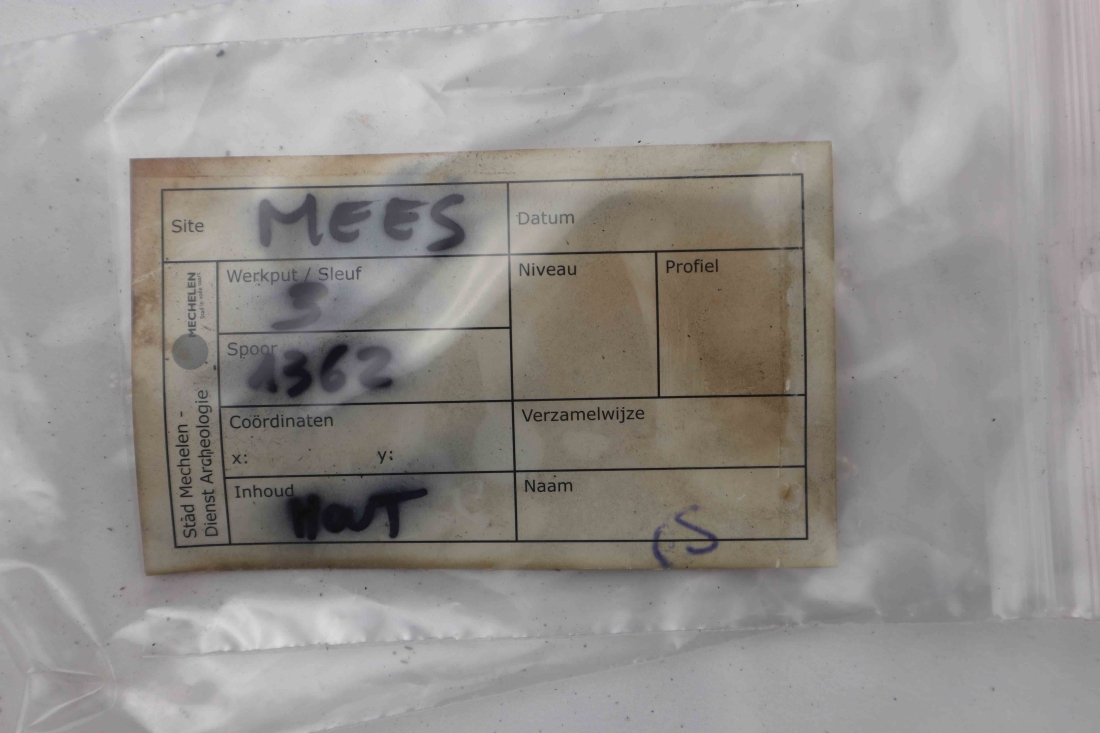 Site MEES
Datum
Werkput / Sleuf
3
Niveau
Profiel
Spoor
1362
Coördinaten
x: y:
Verzamelwijze
Inhoud
HOUT
Naam
MECHELEN
Stad Mechelen -
Dienst Archeologie